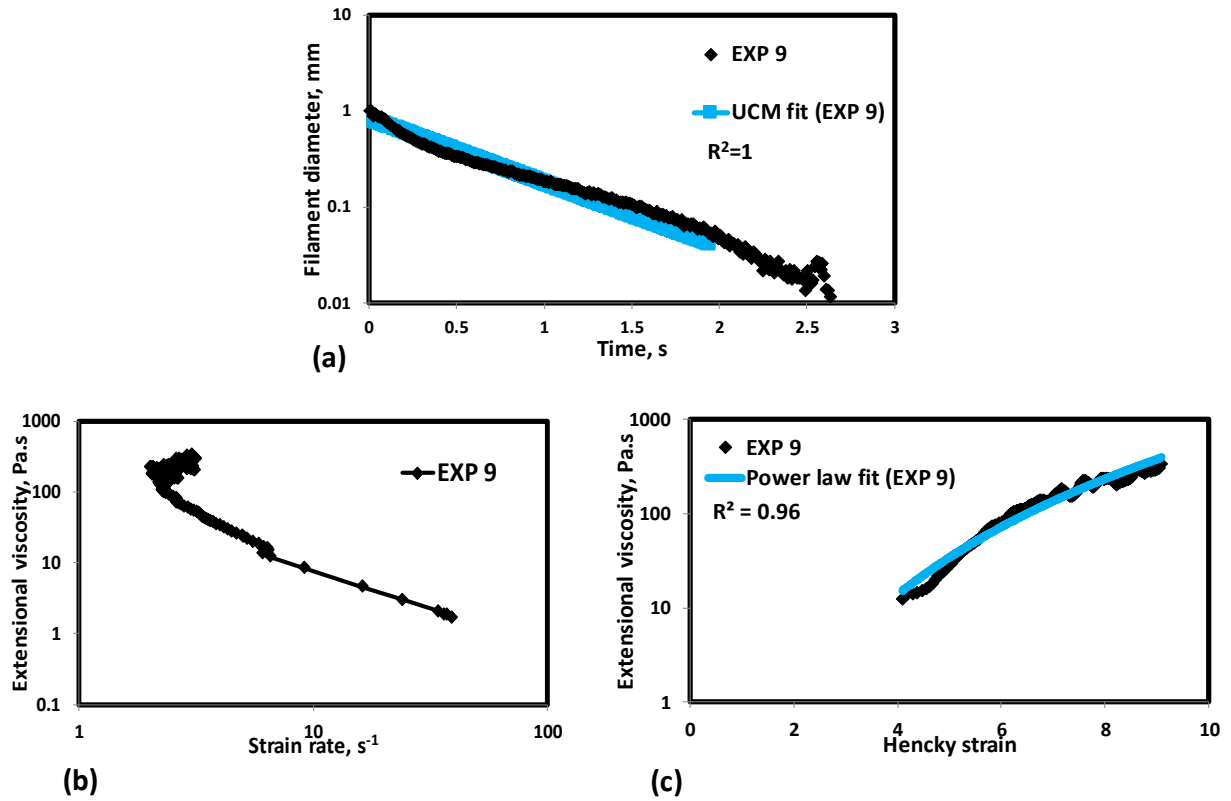 10
1
0.1
0.01
Filament diameter, mm
EXP 9
UCM fit (EXP 9)
R²=1
0
0.5
1
1.5
2
2.5
3
Time, s
(a)
1000
100
10
1
0.1
Extensional viscosity, Pa.s
EXP 9
1
10
100
Strain rate, s⁻¹
(b)
1000
100
10
1
Extensional viscosity, Pa.s
EXP 9
Power law fit (EXP 9)
R² = 0.96
0
2
4
6
8
10
Hencky strain
(c)